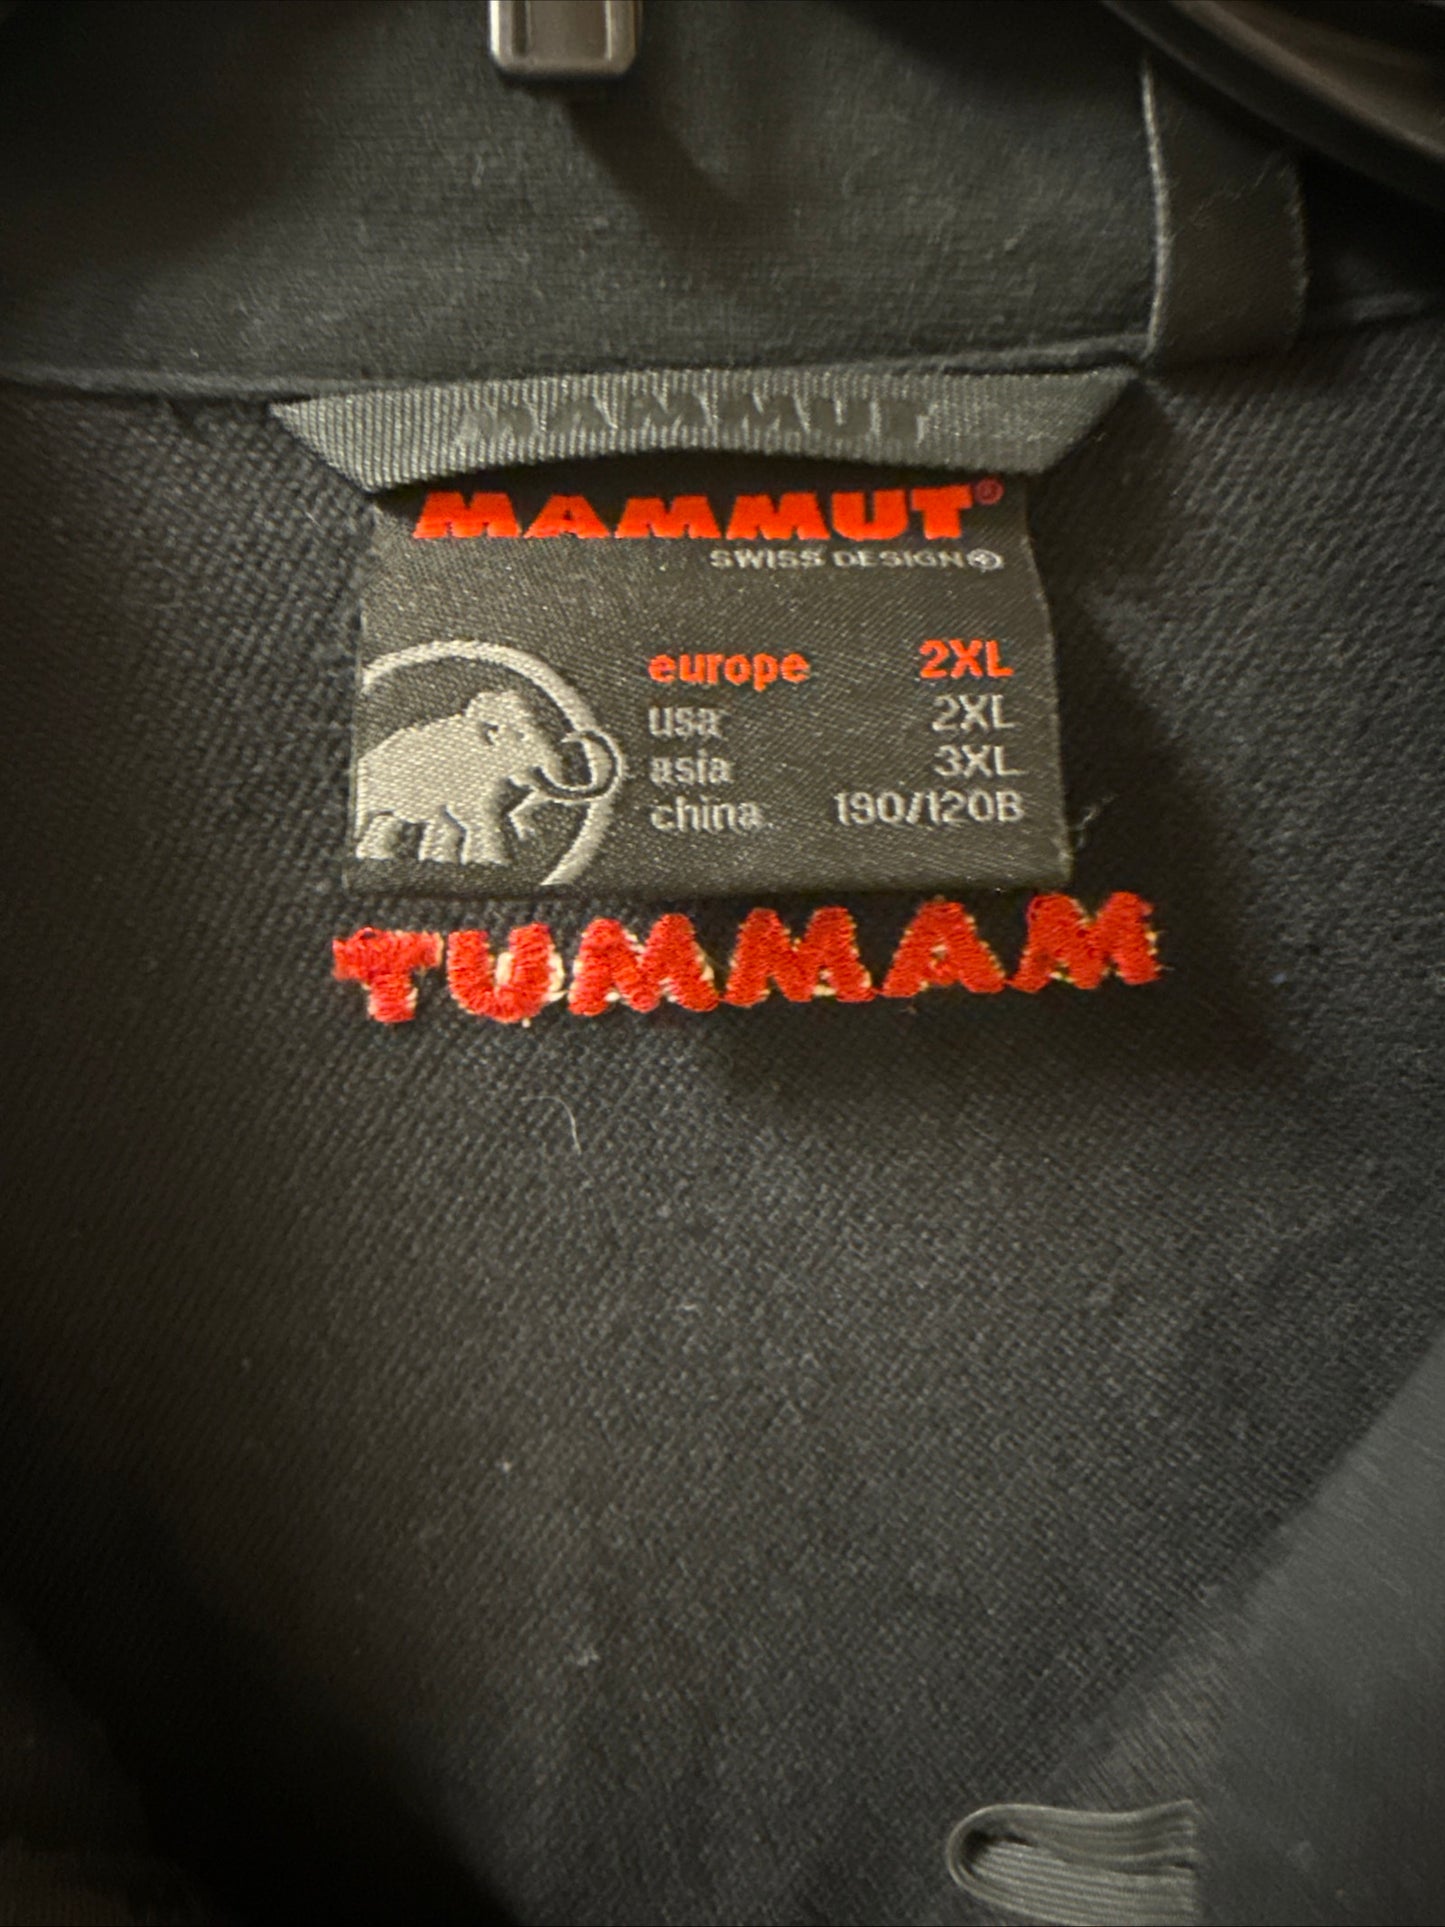 MAMMUT
MAMMUT®
SWISS DESIGN
europe 2XL
usa 2XL
asia 3XL
china 190/120B
TUMMAM